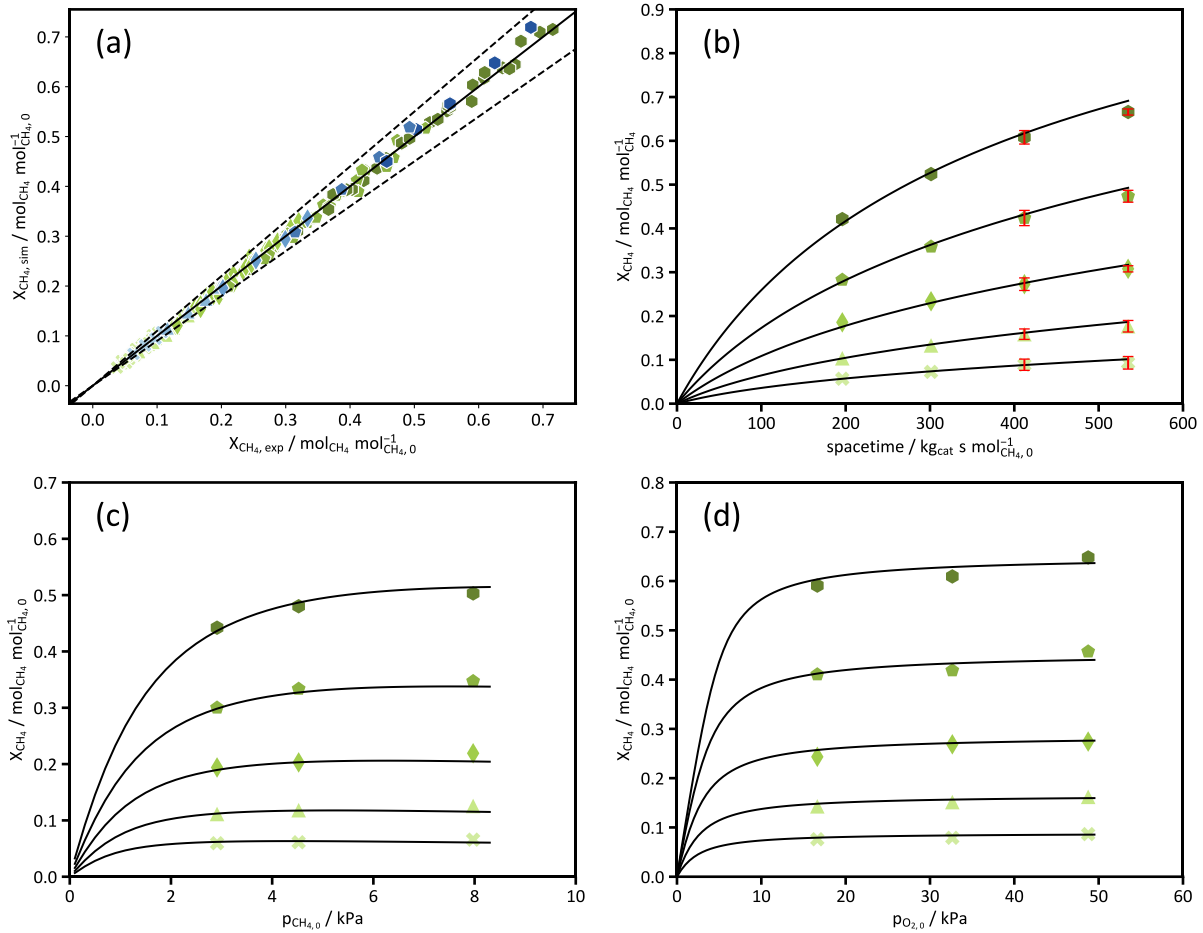 (a)
0.7
0.6
0.5
0.4
0.3
0.2
0.1
0.0
X_CH₄, sim / mol_CH₄ mol⁻¹_CH₄, 0
0.0 0.1 0.2 0.3 0.4 0.5 0.6 0.7
X_CH₄, exp / mol_CH₄ mol⁻¹_CH₄, 0
(b)
0.9
0.8
0.7
0.6
0.5
0.4
0.3
0.2
0.1
0.0
X_CH₄ / mol_CH₄ mol⁻¹_CH₄
0 100 200 300 400 500 600
spacetime / kg_cat s mol⁻¹_CH₄, 0
(c)
0.7
0.6
0.5
0.4
0.3
0.2
0.1
0.0
X_CH₄ / mol_CH₄ mol⁻¹_CH₄, 0
0 2 4 6 8 10
p_CH₄, 0 / kPa
(d)
0.8
0.7
0.6
0.5
0.4
0.3
0.2
0.1
0.0
X_CH₄ / mol_CH₄ mol⁻¹_CH₄, 0
0 10 20 30 40 50 60
p_O₂, 0 / kPa